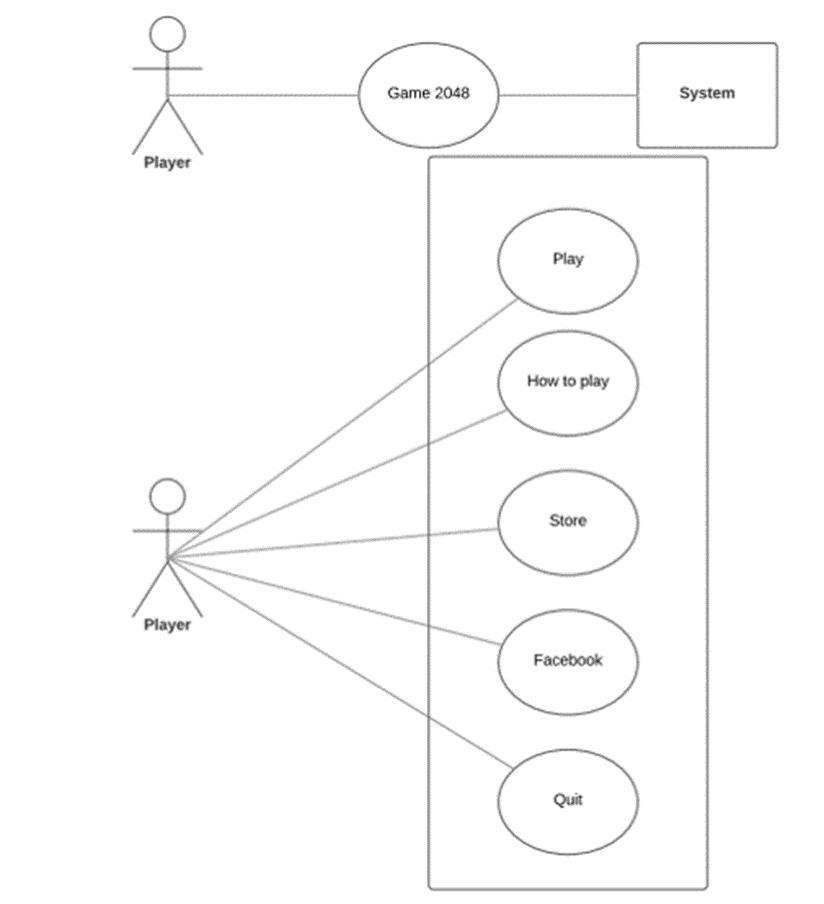 Game 2048
System
Player
Play
How to play
Store
Player
Facebook
Quit